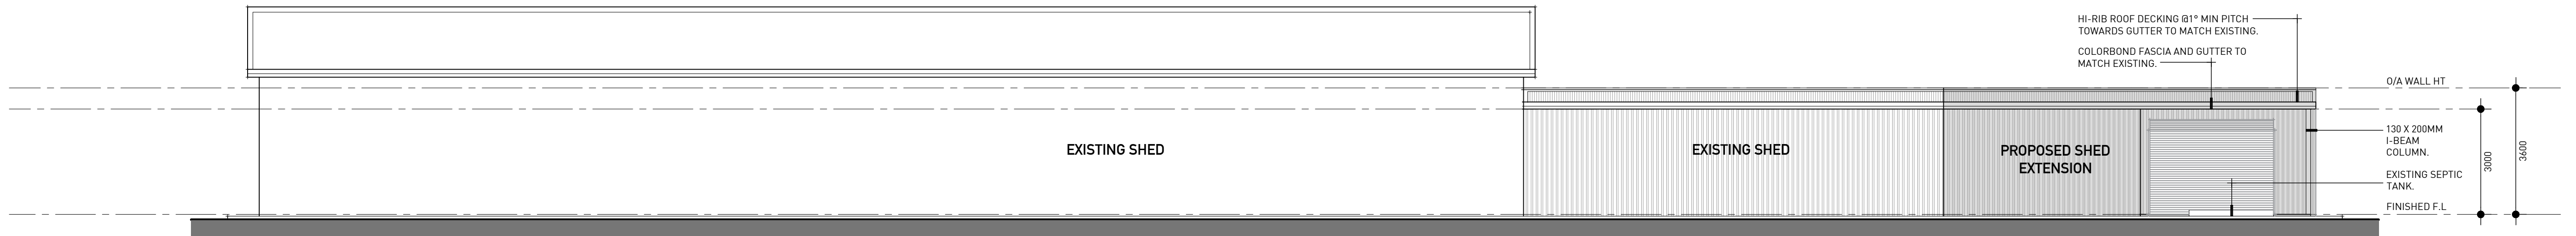 HI-RIB ROOF DECKING @1° MIN PITCH
TOWARDS GUTTER TO MATCH EXISTING.
COLORBOND FASCIA AND GUTTER TO
MATCH EXISTING.
O/A WALL HT
EXISTING SHED
EXISTING SHED
PROPOSED SHED
EXTENSION
130 X 200MM
I-BEAM
COLUMN.
3000
3600
EXISTING SEPTIC
TANK.
FINISHED F.L